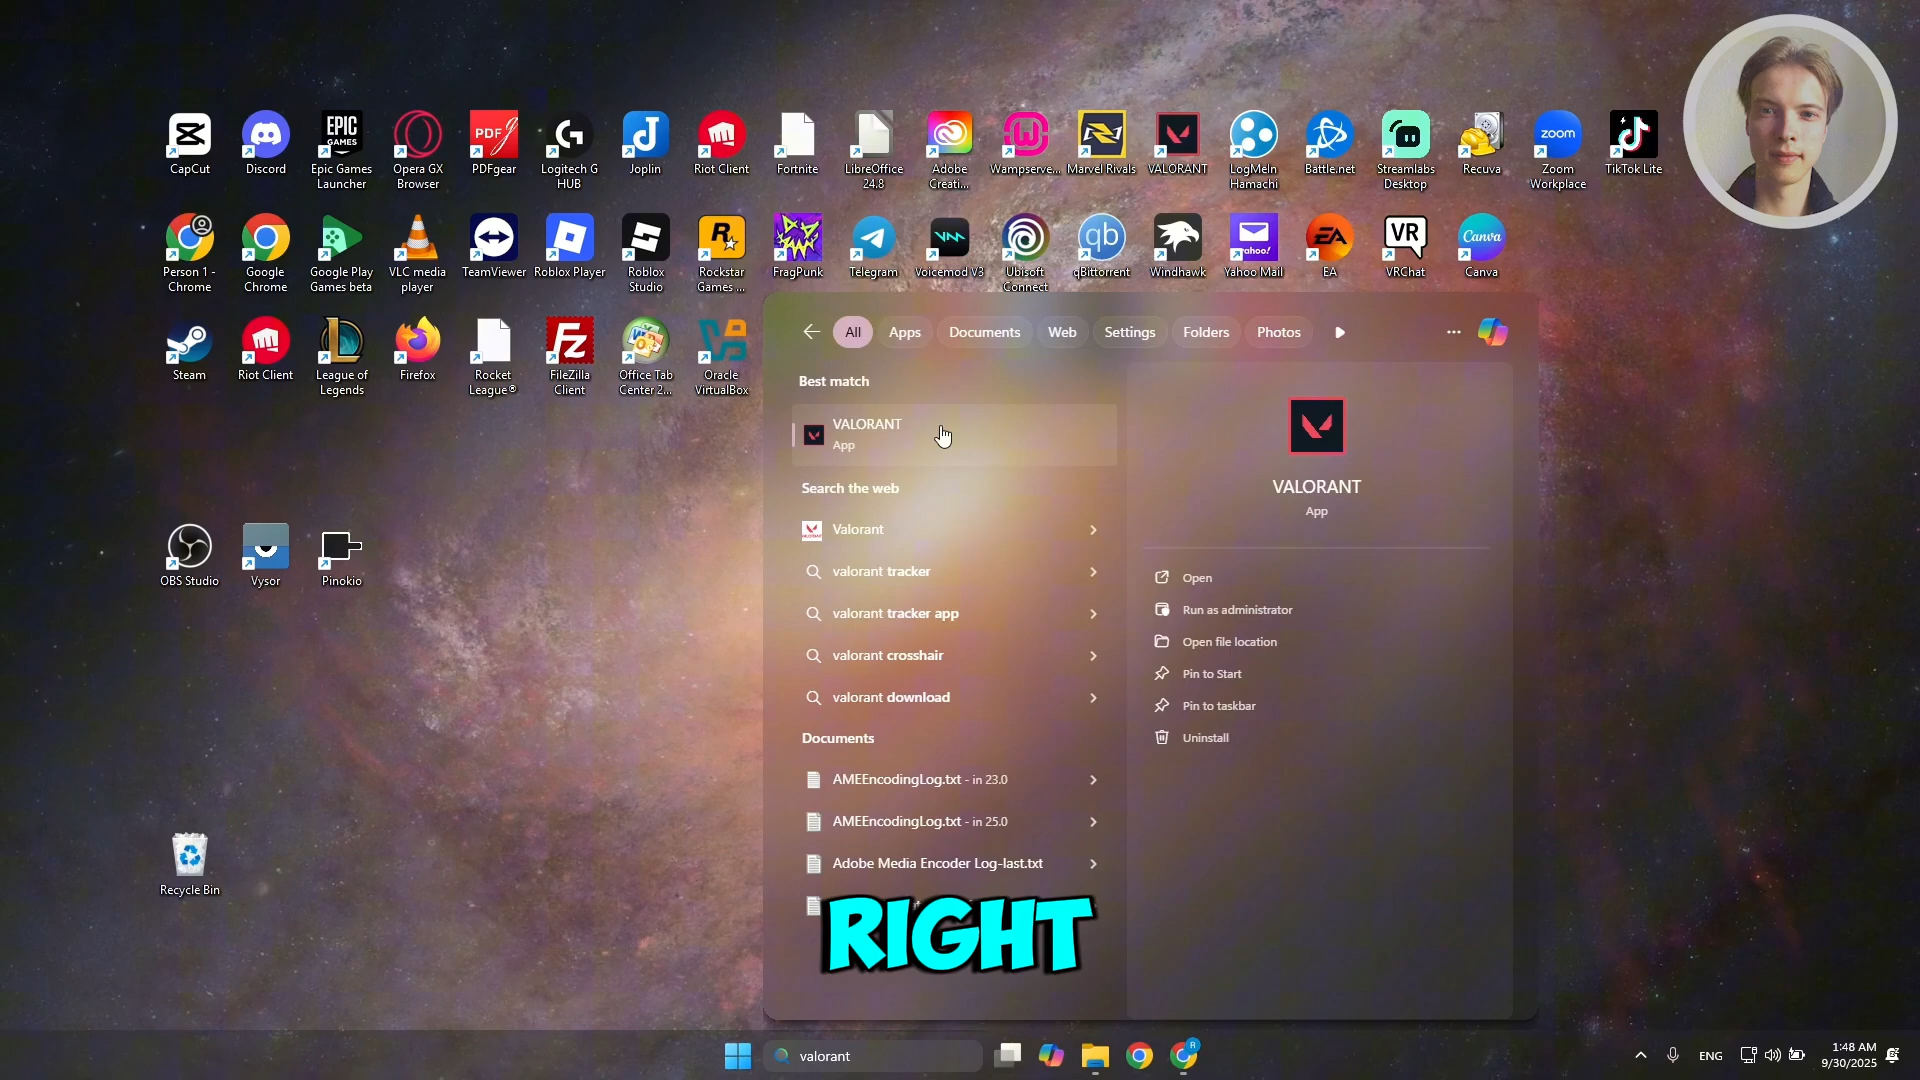 CapCut
Discord
Epic Games Launcher
Opera GX Browser
PDFgear
Logitech G HUB
Joplin
Riot Client
Fortnite
LibreOffice 24.8
Adobe Creati...
Wampserve...
Marvel Rivals
VALORANT
LogMeIn Hamachi
Battle.net
Streamlabs Desktop
Recuva
Zoom Workplace
TikTok Lite
Person 1 - Chrome
Google Chrome
Google Play Games beta
VLC media player
TeamViewer
Roblox Player
Roblox Studio
Rockstar Games ...
FragPunk
Telegram
Voicemod V3
Ubisoft Connect
qBittorrent
Windhawk
Yahoo Mail
EA
VRChat
Canva
Steam
Riot Client
League of Legends
Firefox
Rocket League®
FileZilla Client
Office Tab Center 2...
Oracle VirtualBox
OBS Studio
Vysor
Pinokio
Recycle Bin
All Apps Documents Web Settings Folders Photos
Best match
VALORANT
App
Search the web
Valorant
valorant tracker
valorant tracker app
valorant crosshair
valorant download
Documents
AMEEncodingLog.txt - in 23.0
AMEEncodingLog.txt - in 25.0
Adobe Media Encoder Log-last.txt
VALORANT
App
Open
Run as administrator
Open file location
Pin to Start
Pin to taskbar
Uninstall
RIGHT
valorant
ENG
1:48 AM
9/30/2025